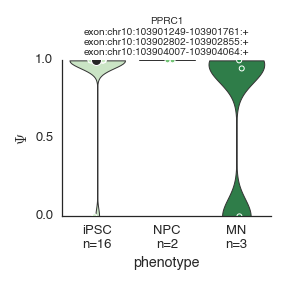 PPRC1
exon:chr10:103901249-103901761:+
exon:chr10:103902802-103902855:+
exon:chr10:103904007-103904064:+
1.0
0.5
0.0
Ψ
iPSC NPC MN
n=16 n=2 n=3
phenotype